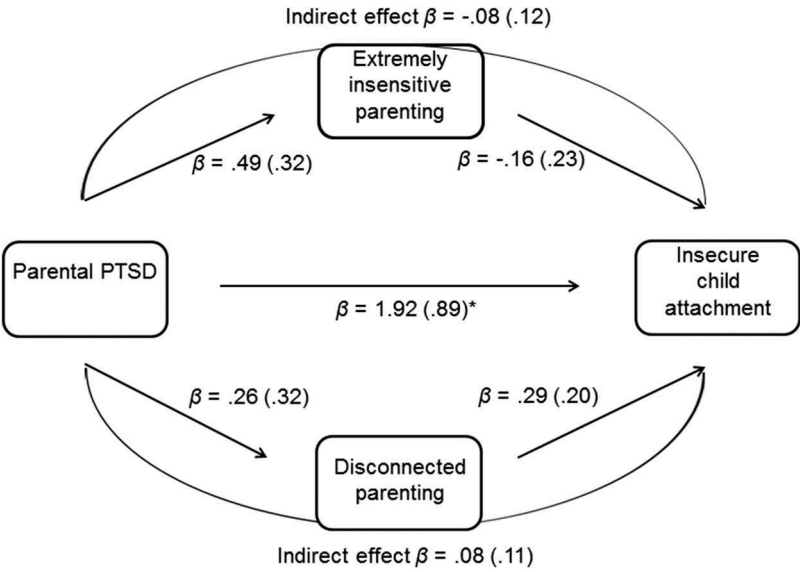 Indirect effect β = -.08 (.12)
Extremely
insensitive
parenting
β = .49 (.32)
β = -.16 (.23)
Parental PTSD
Insecure
child
attachment
β = 1.92 (.89)*
β = .26 (.32)
β = .29 (.20)
Disconnected
parenting
Indirect effect β = .08 (.11)